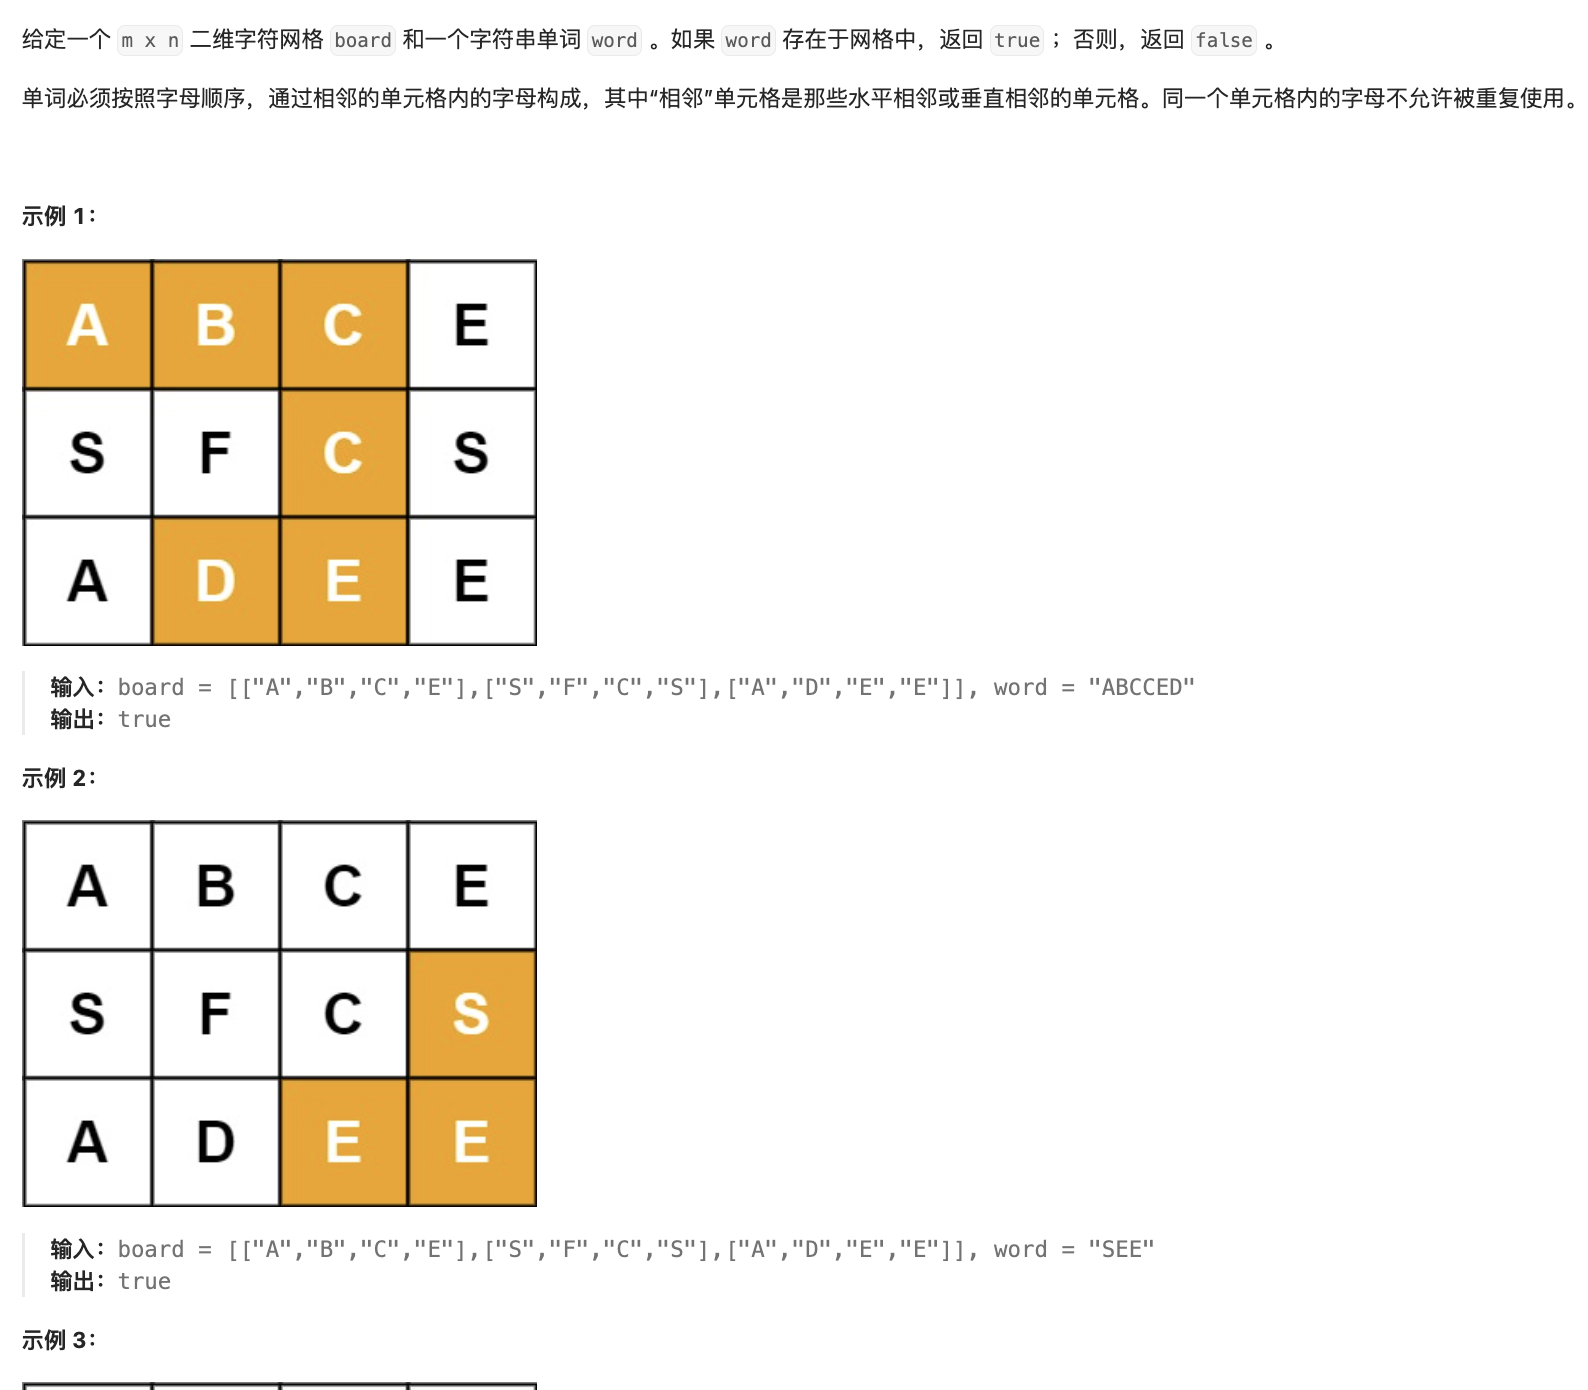 给定一个 m x n 二维字符网格 board 和一个字符串单词 word 。如果 word 存在于网格中，返回 true ；否则，返回 false 。
单词必须按照字母顺序，通过相邻的单元格内的字母构成，其中“相邻”单元格是那些水平相邻或垂直相邻的单元格。同一个单元格内的字母不允许被重复使用。
示例 1：
A B C E
S F C S
A D E E
输入：board = [["A","B","C","E"],["S","F","C","S"],["A","D","E","E"]], word = "ABCCED"
输出：true
示例 2：
A B C E
S F C S
A D E E
输入：board = [["A","B","C","E"],["S","F","C","S"],["A","D","E","E"]], word = "SEE"
输出：true
示例 3：